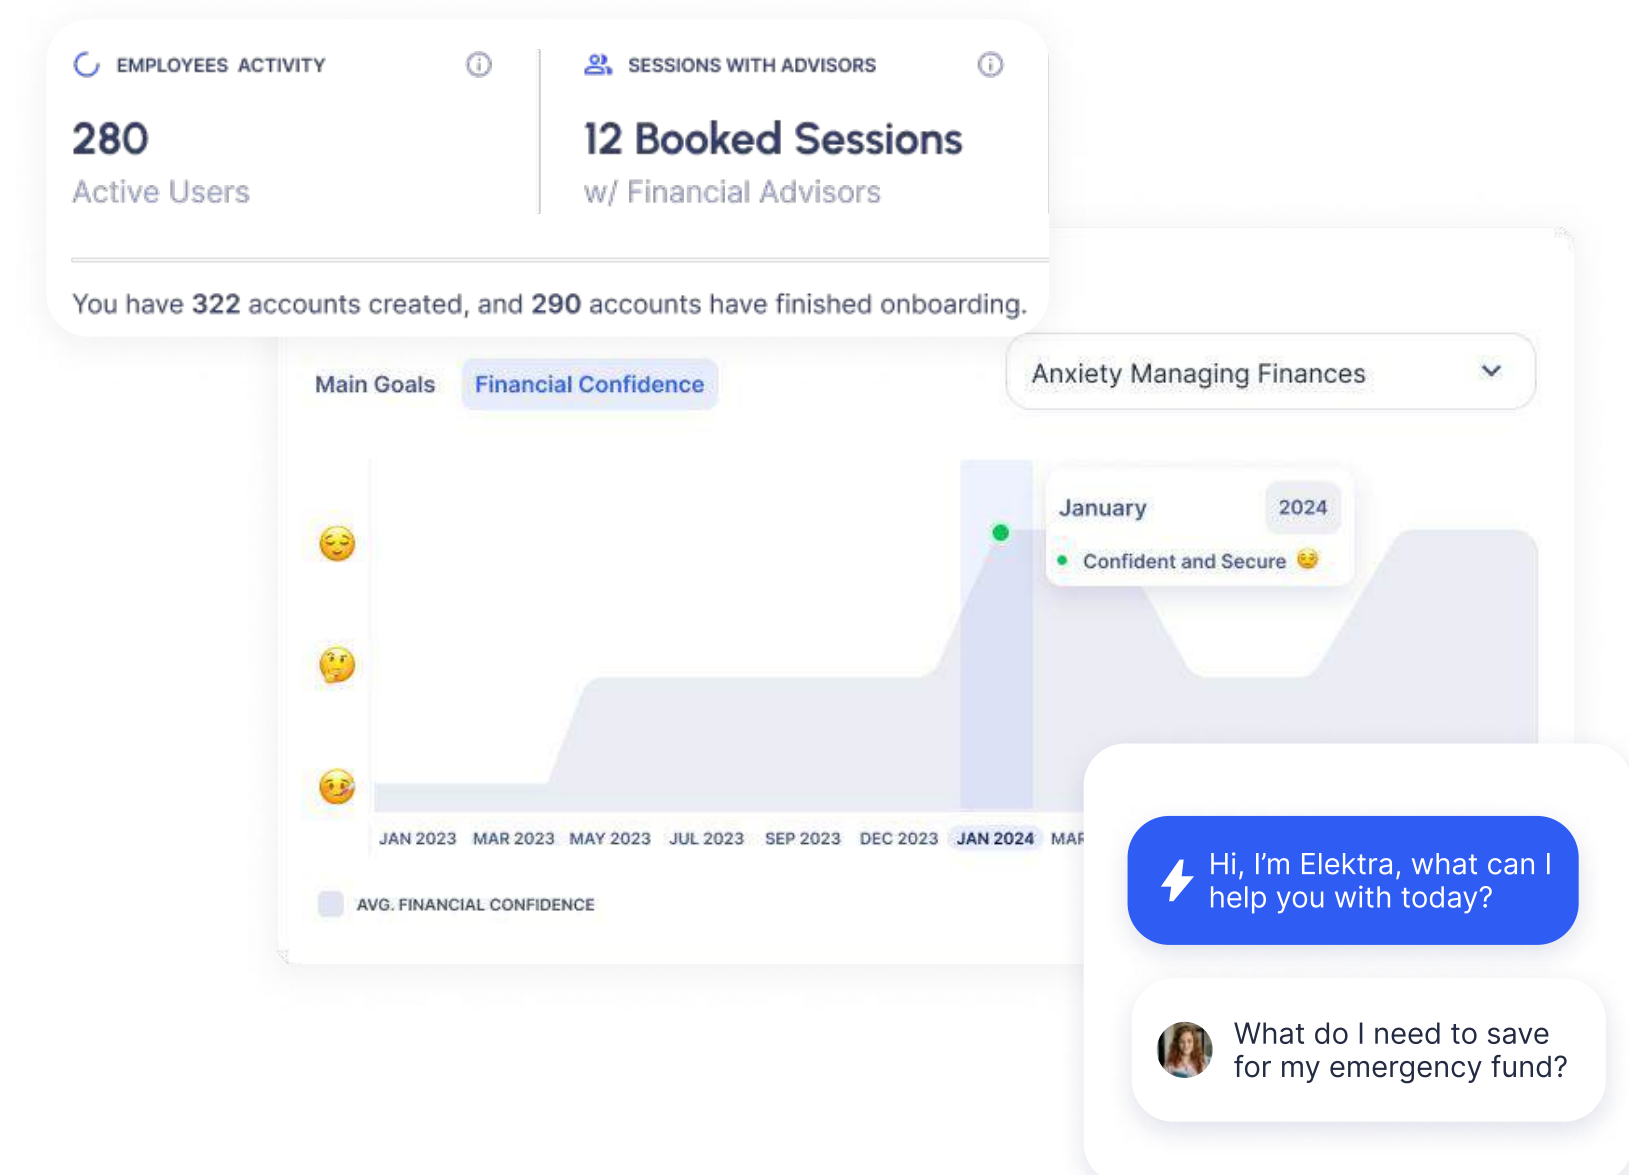 EMPLOYEES ACTIVITY
280
Active Users
SESSIONS WITH ADVISORS
12 Booked Sessions
w/ Financial Advisors
You have 322 accounts created, and 290 accounts have finished onboarding.
Main Goals
Financial Confidence
Anxiety Managing Finances
January
2024
Confident and Secure
JAN 2023 MAR 2023 MAY 2023 JUL 2023 SEP 2023 DEC 2023 JAN 2024 MAR
AVG. FINANCIAL CONFIDENCE
Hi, I’m Elektra, what can I
help you with today?
What do I need to save
for my emergency fund?